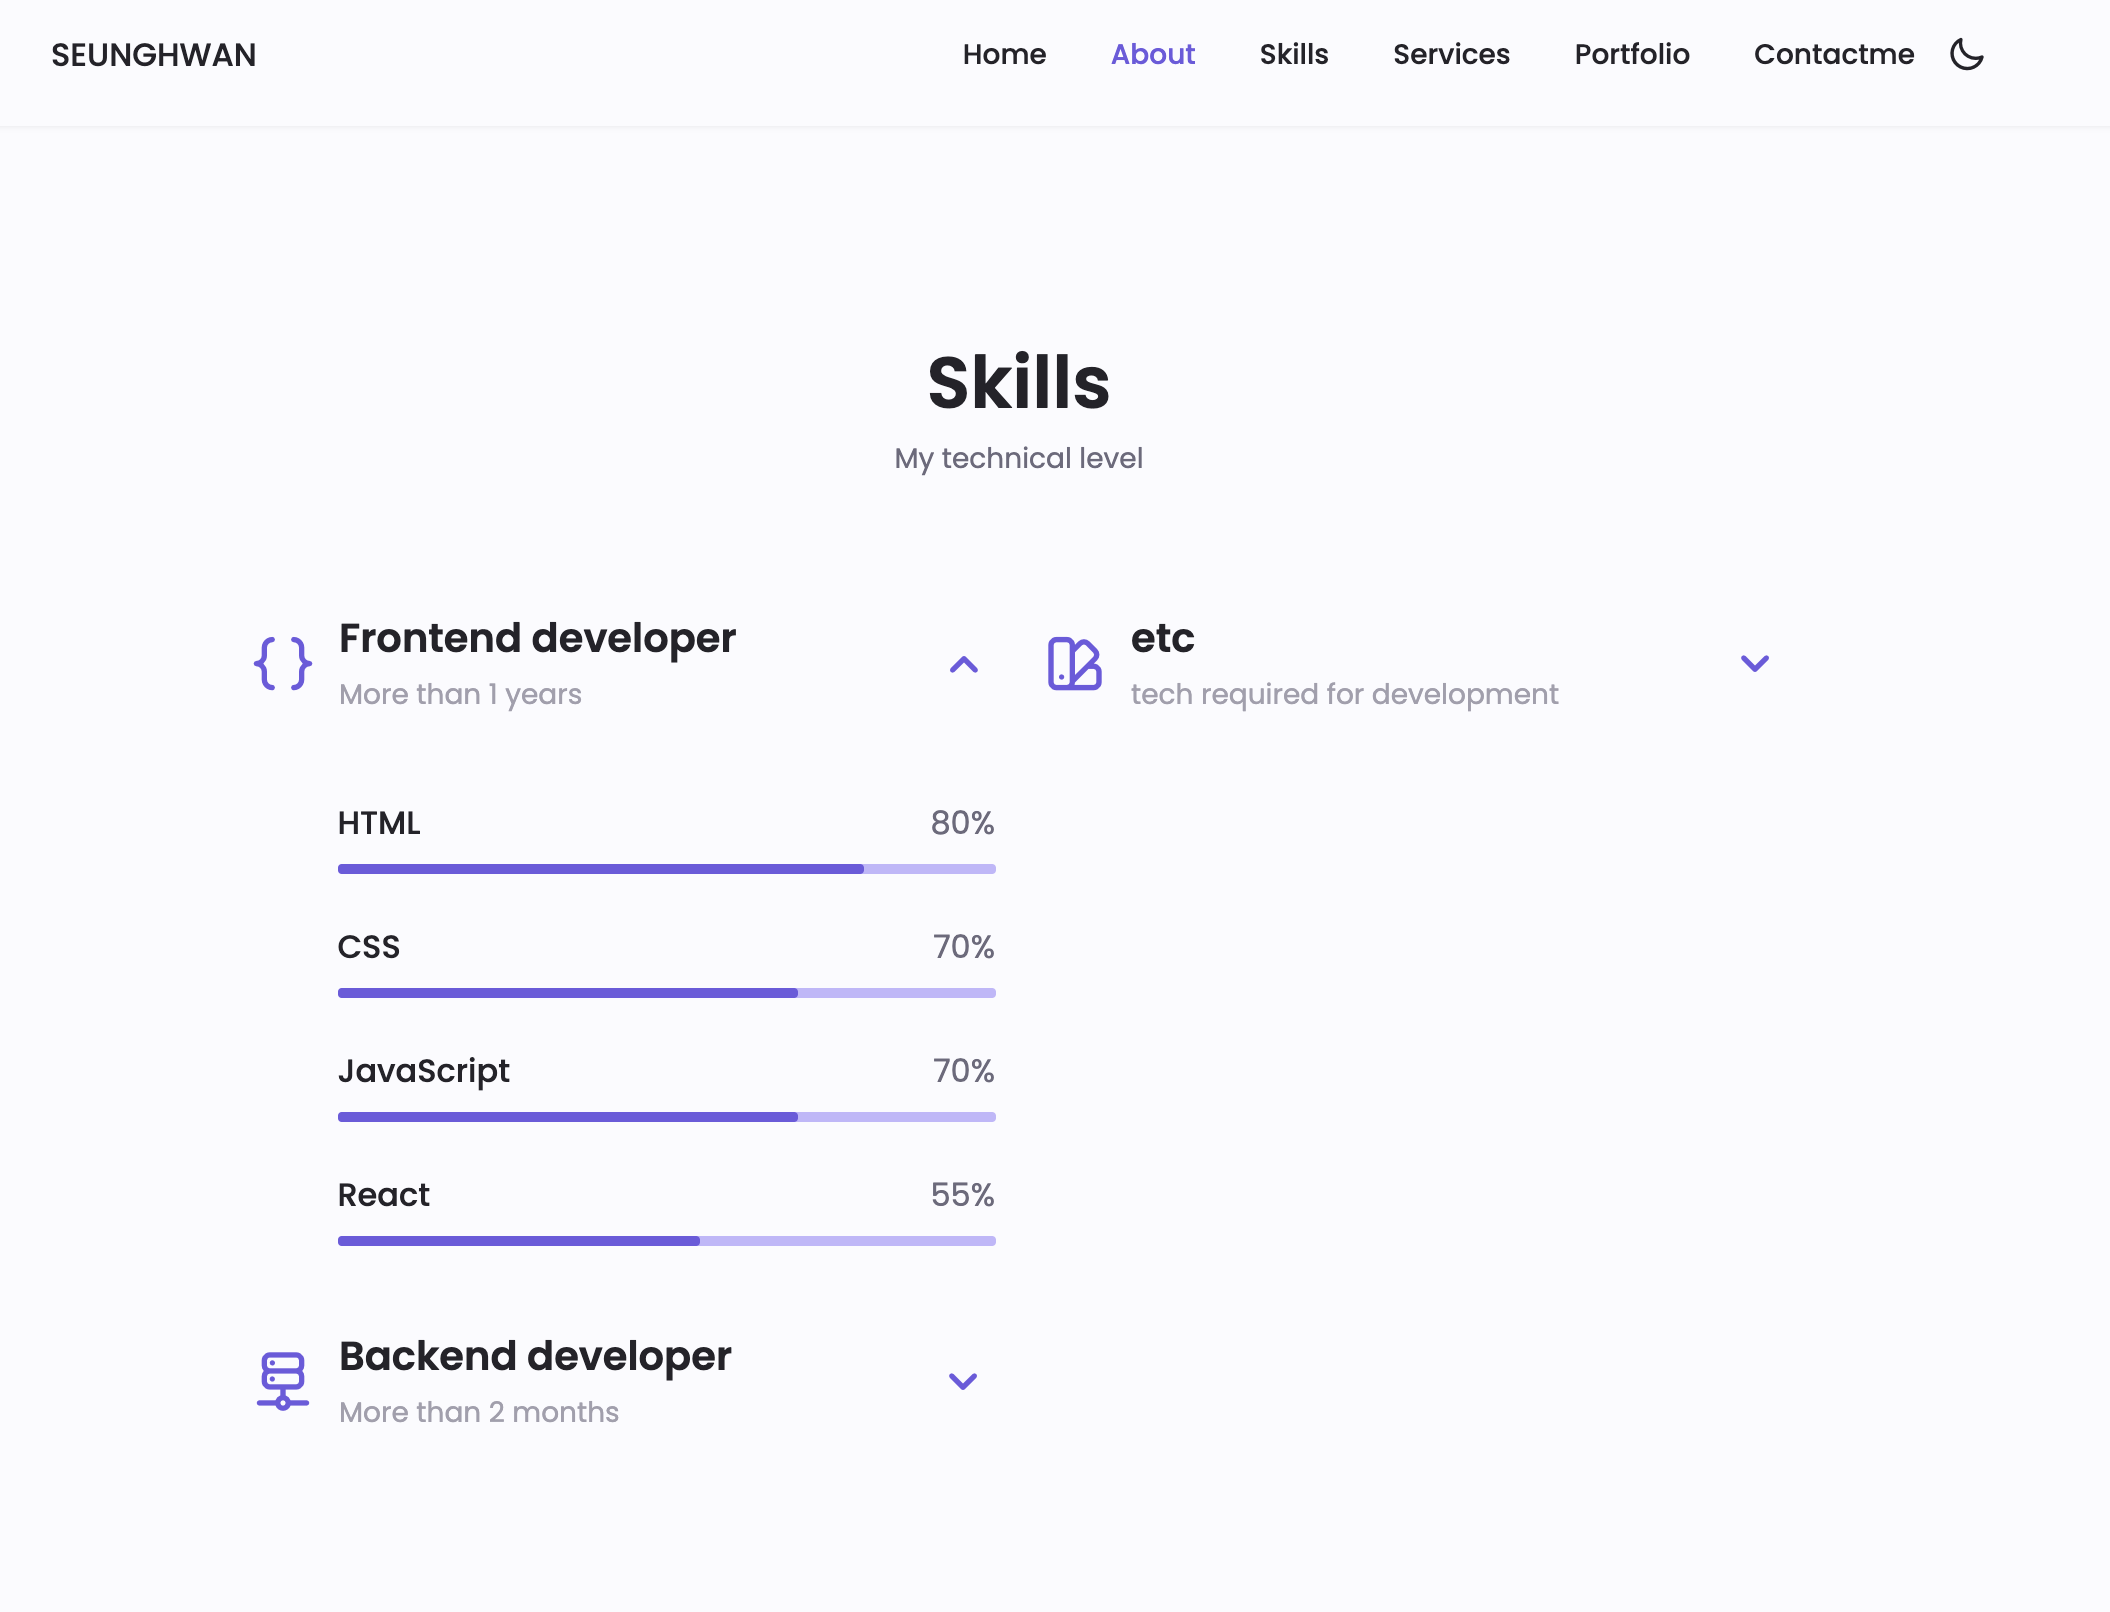 SEUNGHWAN
Home About Skills Services Portfolio Contactme
Skills
My technical level
Frontend developer
More than 1 years
HTML 80%
CSS 70%
JavaScript 70%
React 55%
Backend developer
More than 2 months
etc
tech required for development